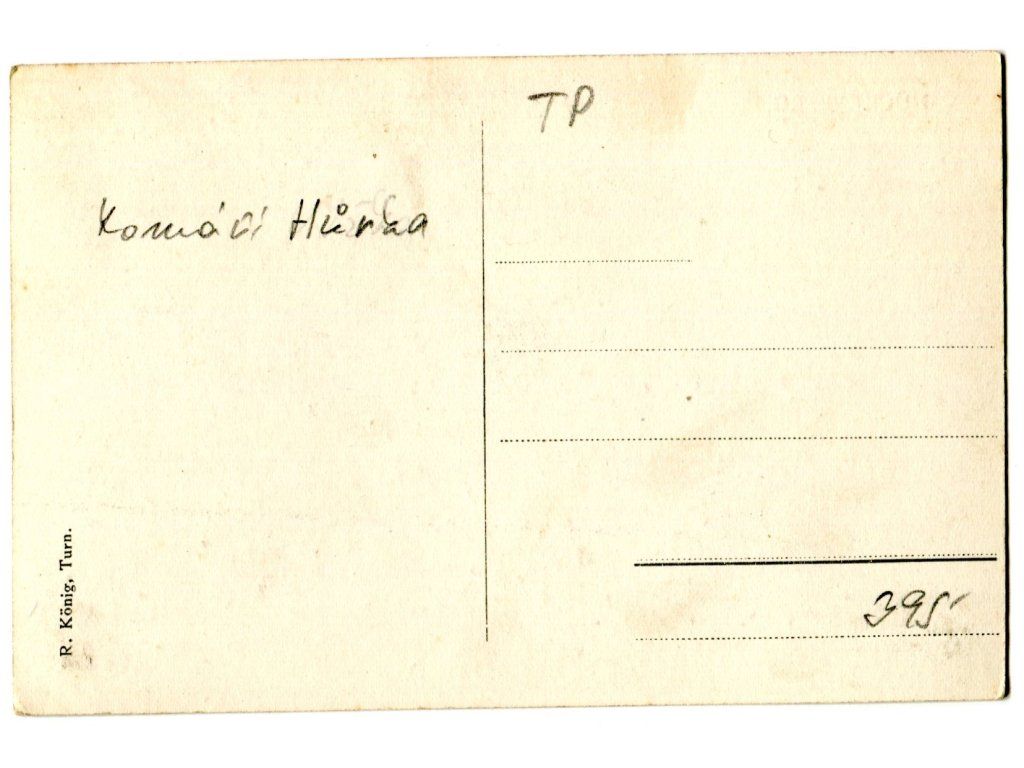 TP
Komáří Hůrka
R. König, Turn.
395